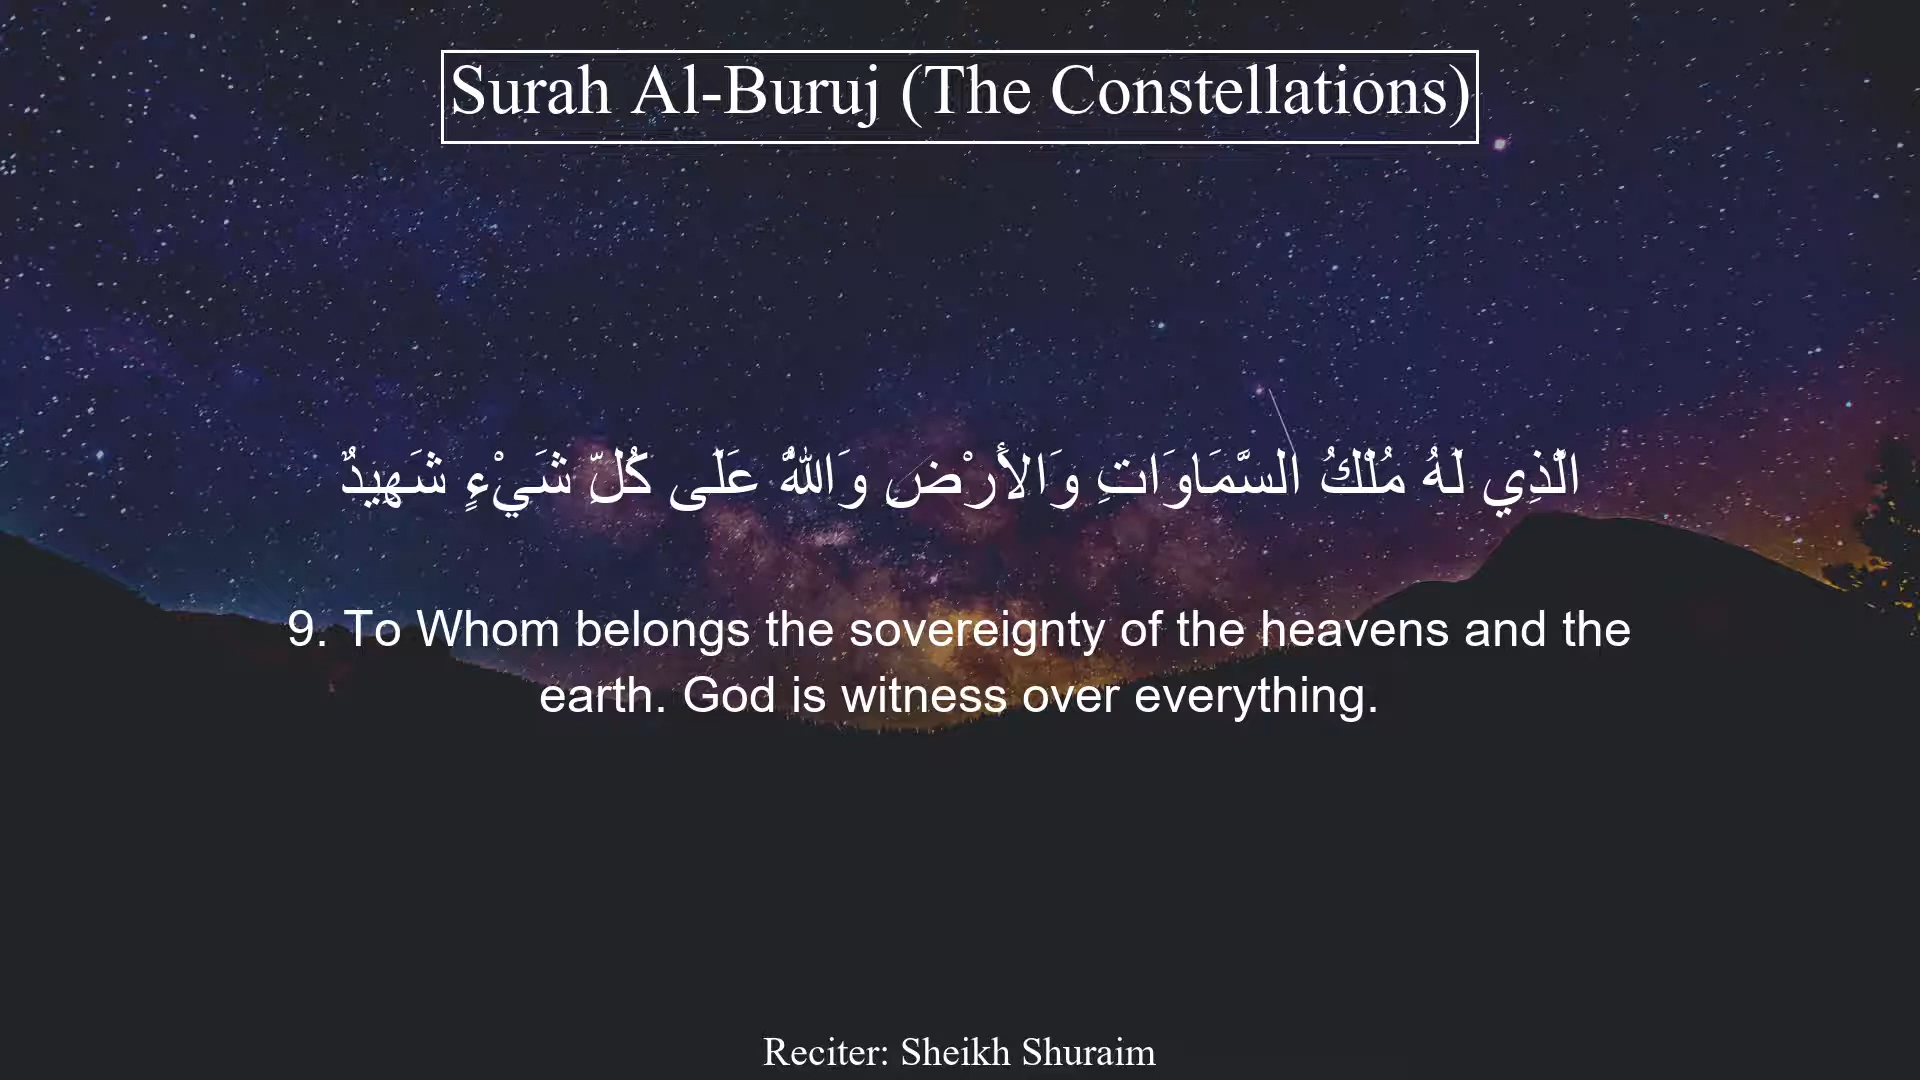 Surah Al-Buruj (The Constellations)
الَّذِي لَهُ مُلْكُ السَّمَاوَاتِ وَالأَرْضِ وَاللَّهُ عَلَى كُلِّ شَيْءٍ شَهِيدٌ
9. To Whom belongs the sovereignty of the heavens and the
earth. God is witness over everything.
Reciter: Sheikh Shuraim